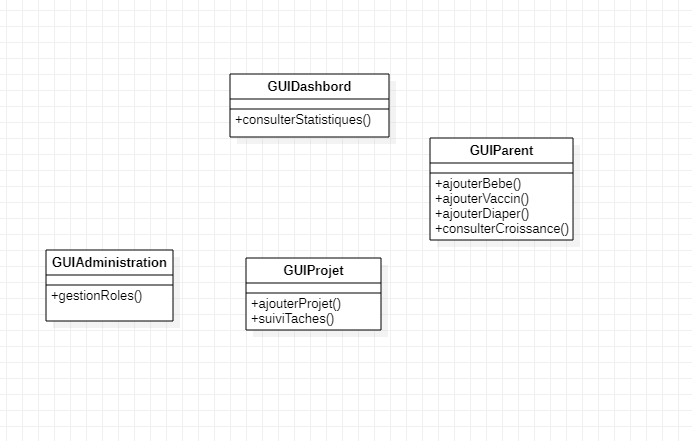 GUIDashbord
+consulterStatistiques()
GUIParent
+ajouterBebe()
+ajouterVaccin()
+ajouterDiaper()
+consulterCroissance()
GUIAdministration
+gestionRoles()
GUIProjet
+ajouterProjet()
+suiviTaches()